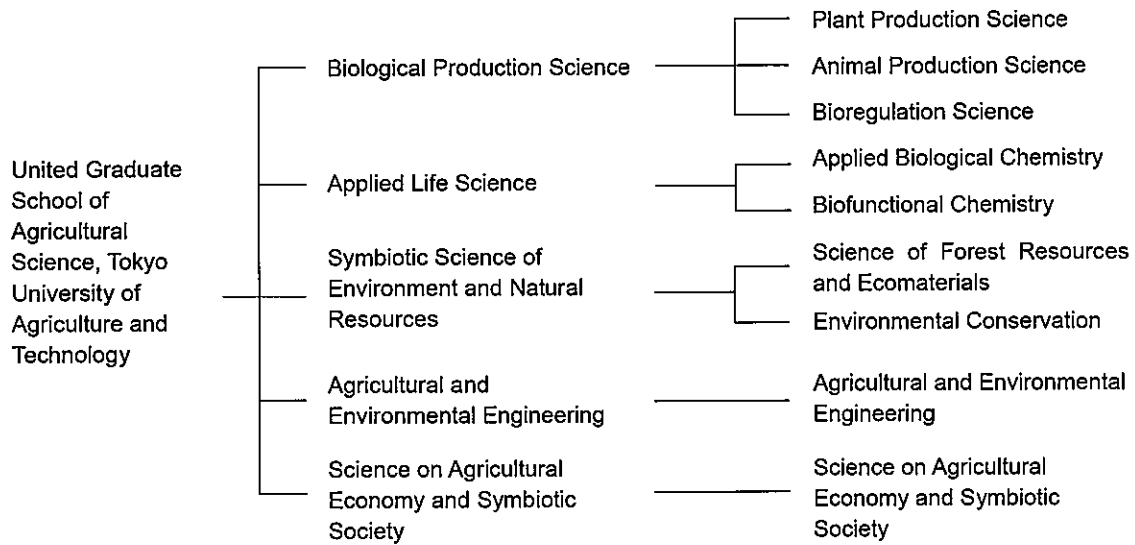 United Graduate
School of
Agricultural
Science, Tokyo
University of
Agriculture and
Technology
Biological Production Science
Plant Production Science
Animal Production Science
Bioregulation Science
Applied Life Science
Applied Biological Chemistry
Biofunctional Chemistry
Symbiotic Science of
Environment and Natural
Resources
Science of Forest Resources
and Ecomaterials
Environmental Conservation
Agricultural and
Environmental Engineering
Agricultural and Environmental
Engineering
Science on Agricultural
Economy and Symbiotic
Society
Science on Agricultural
Economy and Symbiotic
Society